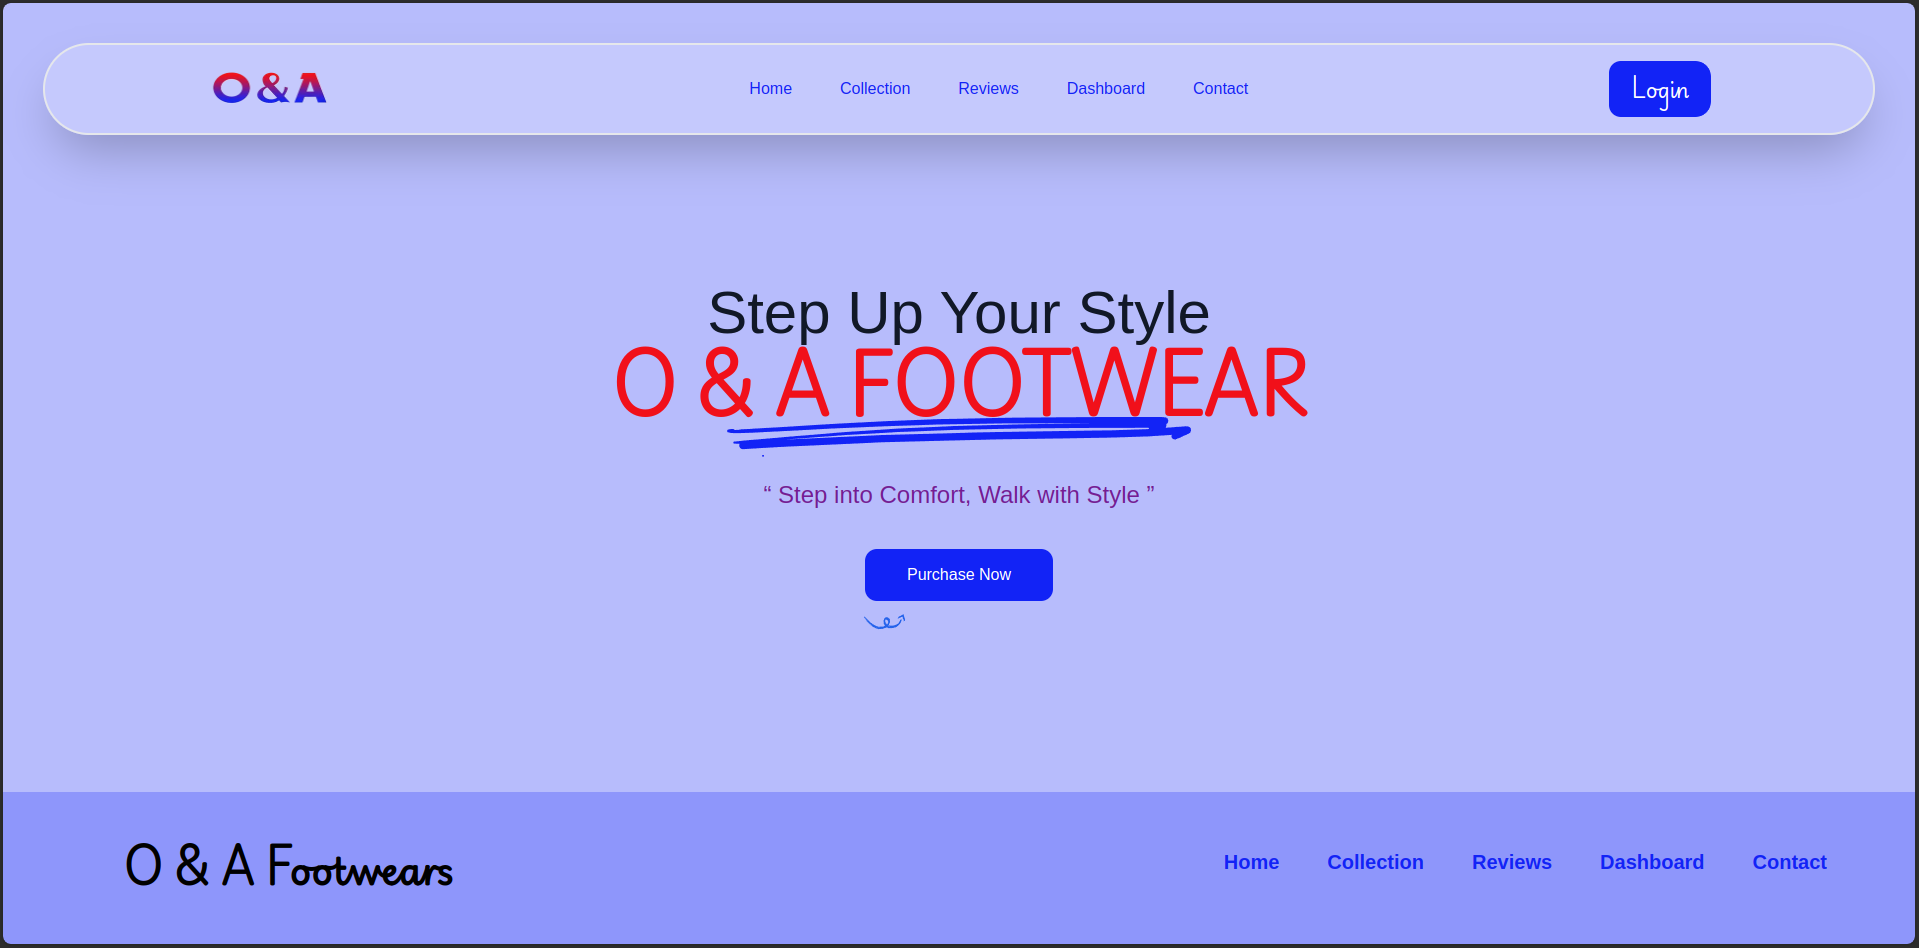 O & A
Home Collection Reviews Dashboard Contact
Login
Step Up Your Style
O & A FOOTWEAR
“ Step into Comfort, Walk with Style ”
Purchase Now
O & A Footwears
Home Collection Reviews Dashboard Contact